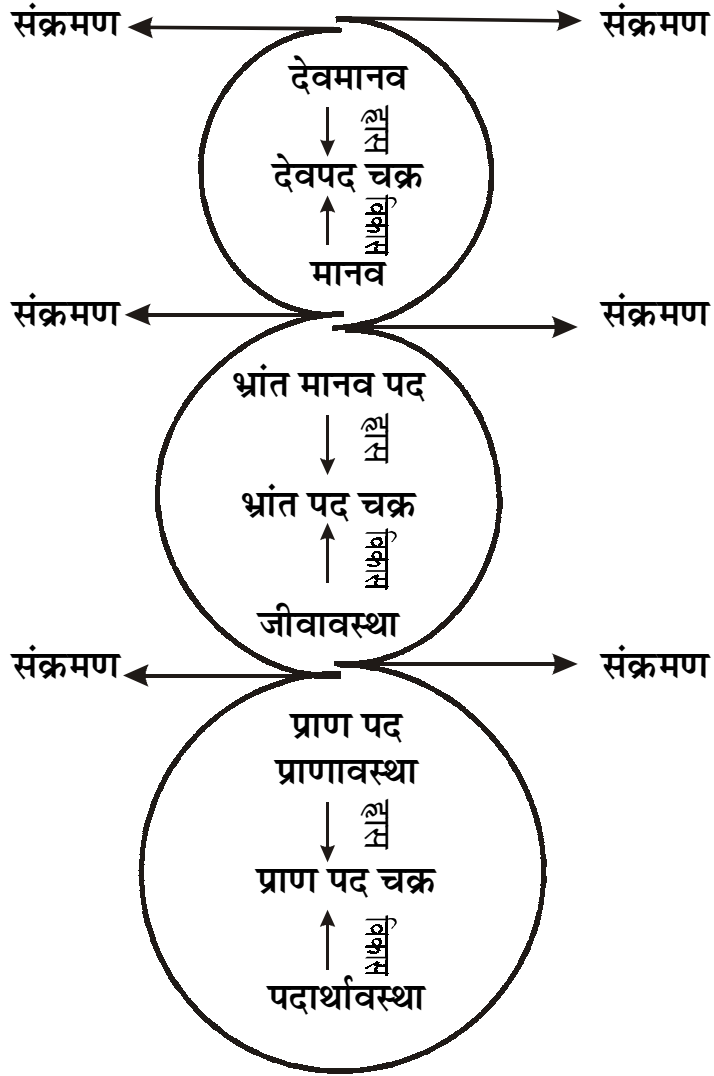 संक्रमण संक्रमण
देवमानव
ह्रास
देवपद चक्र
विकास
मानव
संक्रमण संक्रमण
भ्रांत मानव पद
ह्रास
भ्रांत पद चक्र
विकास
जीवावस्था
संक्रमण संक्रमण
प्राण पद
प्राणावस्था
ह्रास
प्राण पद चक्र
विकास
पदार्थावस्था